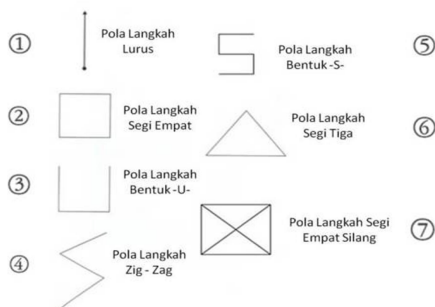 ①
Pola Langkah
Lurus
②
Pola Langkah
Segi Empat
③
Pola Langkah
Bentuk -U-
④
Pola Langkah
Zig - Zag
Pola Langkah
Bentuk -S-
⑤
Pola Langkah
Segi Tiga
⑥
Pola Langkah Segi
Empat Silang
⑦